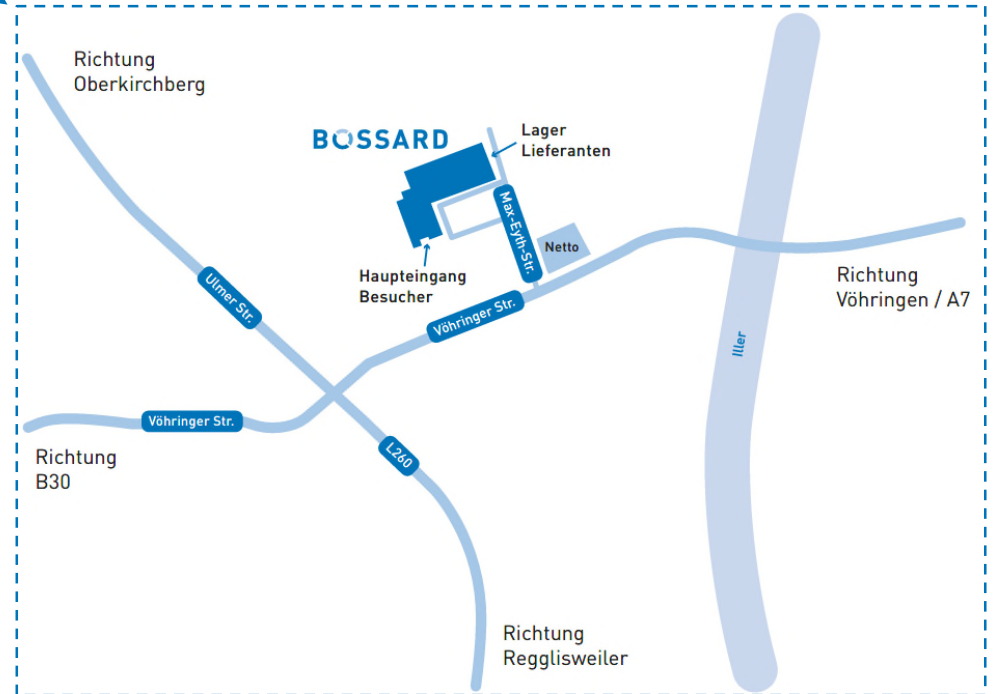 Richtung
Oberkirchberg
BOSSARD
Lager
Lieferanten
Max-Eyth-Str.
Netto
Haupteingang
Besucher
Ulmer Str.
Vöhringer Str.
Richtung
Vöhringen / A7
Iller
Vöhringer Str.
L260
Richtung
B30
Richtung
Regglisweiler